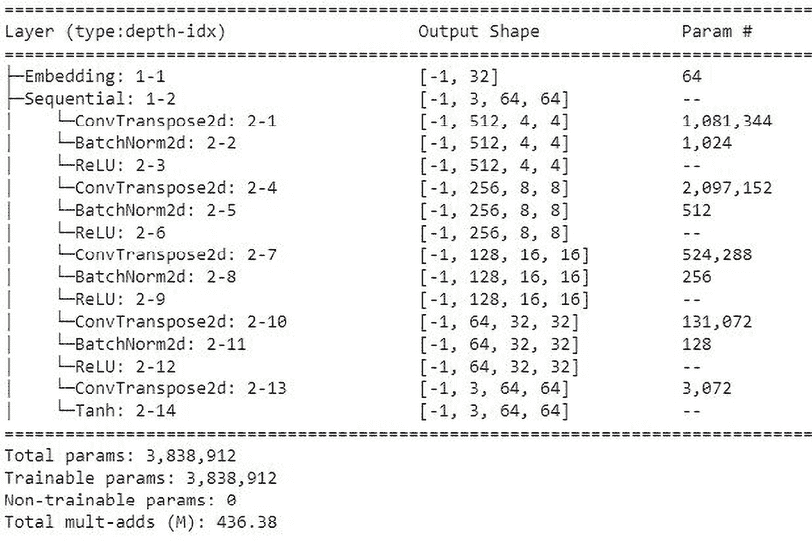 ==========================================================================================
Layer (type:depth-idx)                   Output Shape              Param #
==========================================================================================
├─Embedding: 1-1                         [-1, 32]                  64
├─Sequential: 1-2                        [-1, 3, 64, 64]           --
|    └─ConvTranspose2d: 2-1              [-1, 512, 4, 4]           1,081,344
|    └─BatchNorm2d: 2-2                  [-1, 512, 4, 4]           1,024
|    └─ReLU: 2-3                         [-1, 512, 4, 4]           --
|    └─ConvTranspose2d: 2-4              [-1, 256, 8, 8]           2,097,152
|    └─BatchNorm2d: 2-5                  [-1, 256, 8, 8]           512
|    └─ReLU: 2-6                         [-1, 256, 8, 8]           --
|    └─ConvTranspose2d: 2-7              [-1, 128, 16, 16]         524,288
|    └─BatchNorm2d: 2-8                  [-1, 128, 16, 16]         256
|    └─ReLU: 2-9                         [-1, 128, 16, 16]         --
|    └─ConvTranspose2d: 2-10             [-1, 64, 32, 32]          131,072
|    └─BatchNorm2d: 2-11                 [-1, 64, 32, 32]          128
|    └─ReLU: 2-12                        [-1, 64, 32, 32]          --
|    └─ConvTranspose2d: 2-13             [-1, 3, 64, 64]           3,072
|    └─Tanh: 2-14                        [-1, 3, 64, 64]           --
==========================================================================================
Total params: 3,838,912
Trainable params: 3,838,912
Non-trainable params: 0
Total mult-adds (M): 436.38